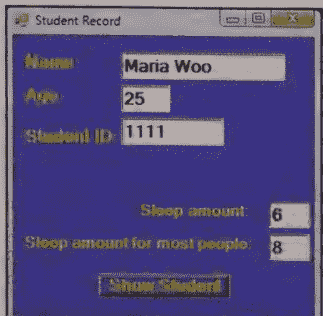 Student Record
Name: Maria Woo
Age: 25
Student ID: 1111
Sleep amount: 6
Sleep amount for most people: 8
Show Student